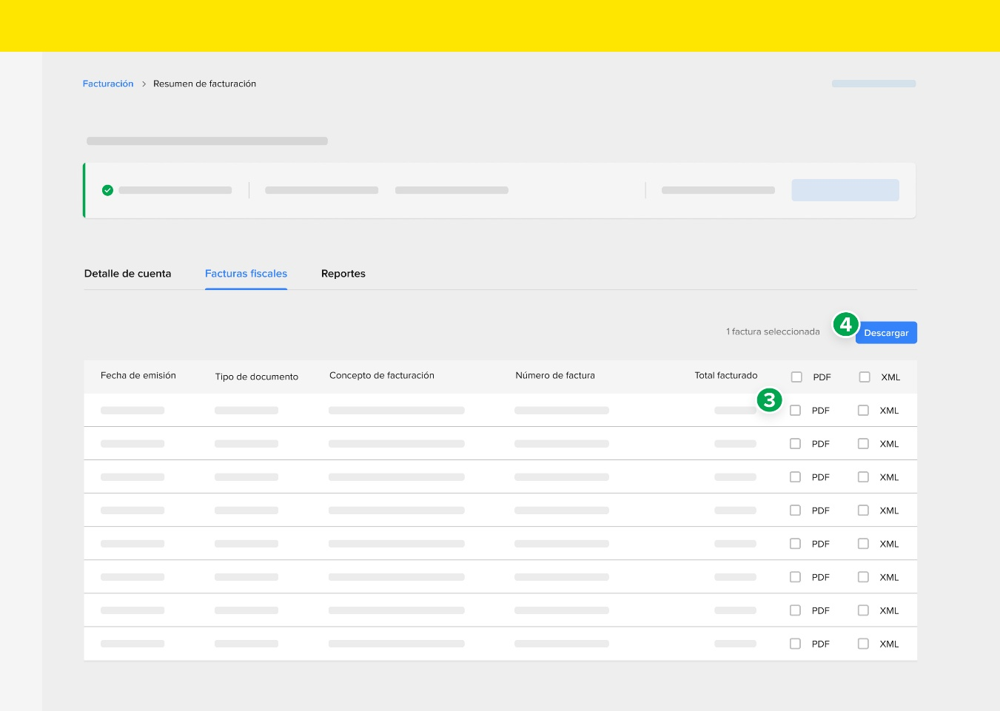 Facturación > Resumen de facturación
Detalle de cuenta Facturas fiscales Reportes
1 factura seleccionada 4 Descargar
Fecha de emisión Tipo de documento Concepto de facturación Número de factura Total facturado PDF XML
3 PDF XML
PDF XML
PDF XML
PDF XML
PDF XML
PDF XML
PDF XML
PDF XML